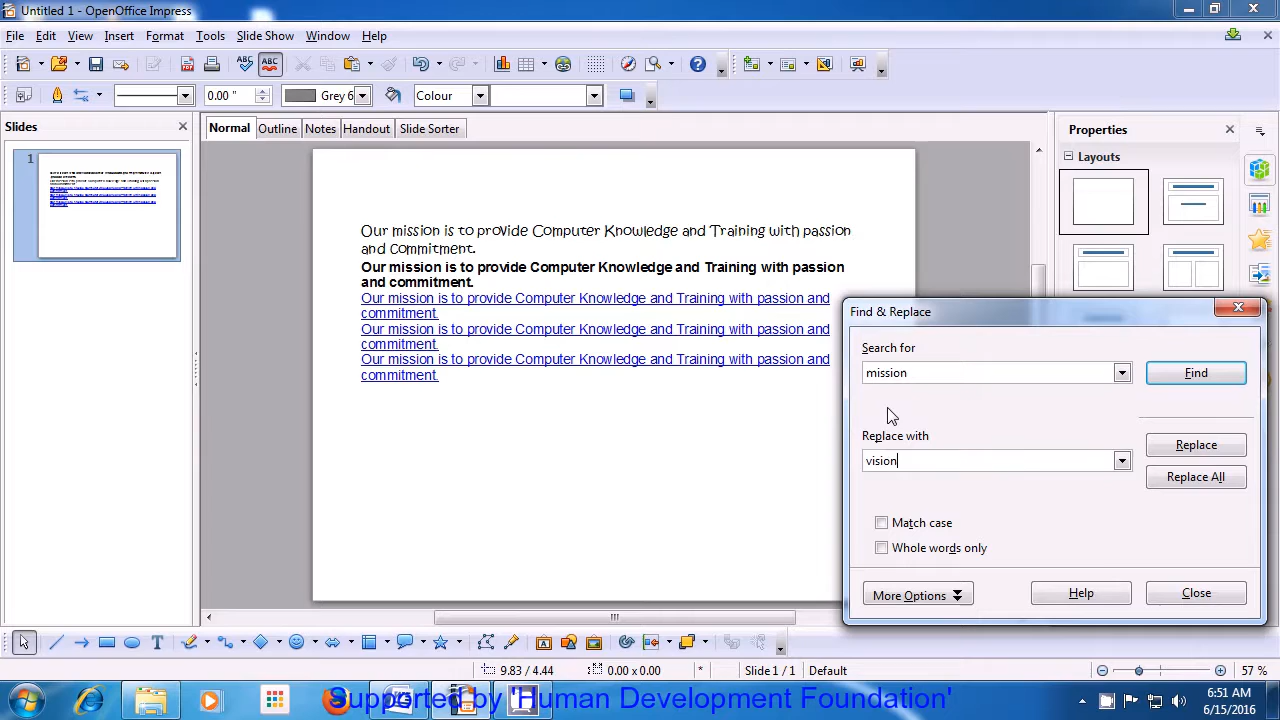 Untitled 1 - OpenOffice Impress
File Edit View Insert Format Tools Slide Show Window Help
ABC ABC
0.00 " Grey 6 Colour
Slides
Normal Outline Notes Handout Slide Sorter
Properties
Layouts
1
Our mission is to provide Computer Knowledge and Training with passion
and Commitment.
Our mission is to provide Computer Knowledge and Training with passion
and commitment.
Our mission is to provide Computer Knowledge and Training with passion and
commitment.
Our mission is to provide Computer Knowledge and Training with passion and
commitment.
Our mission is to provide Computer Knowledge and Training with passion and
commitment.
Find & Replace
Search for
mission
Find
Replace with
vision
Replace
Replace All
Match case
Whole words only
More Options
Help
Close
9.83 / 4.44 0.00 x 0.00 * Slide 1 / 1 Default 57 %
Supported by 'Human Development Foundation'
6:51 AM
6/15/2016